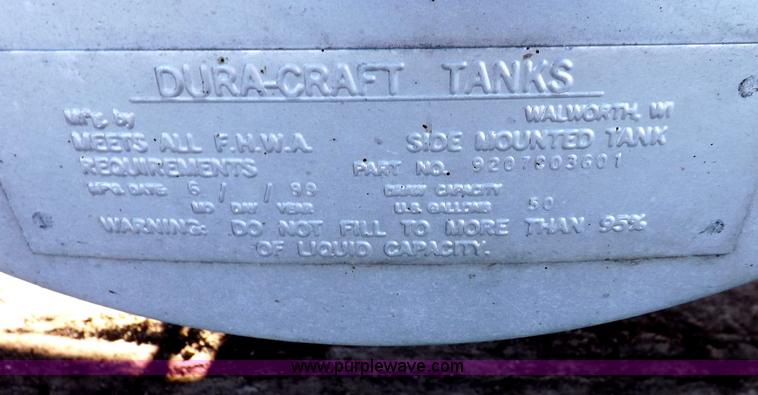 DURA-CRAFT TANKS
Mfg by WALWORTH, WI
MEETS ALL F.H.W.A. SIDE MOUNTED TANK
REQUIREMENTS PART NO. 9207903601
MFG. DATE 6 / / 99 DRAW CAPACITY
MO DAY YEAR U.S. GALLONS 50
WARNING: DO NOT FILL TO MORE THAN 95%
OF LIQUID CAPACITY.
www.purplewave.com